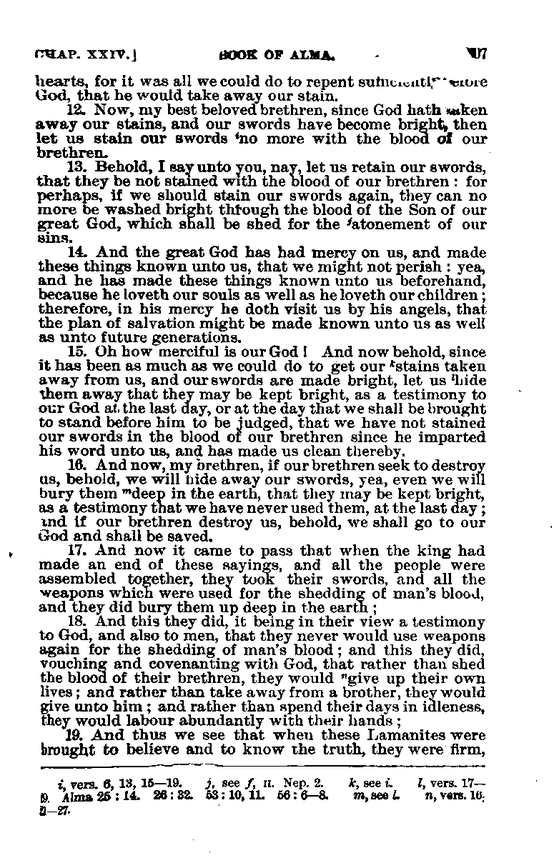 CHAP. XXIV.] BOOK OF ALMA. 
hearts, for it was all we could do to repent sufficiently before
God, that he would take away our stain.
12. Now, my best beloved brethren, since God hath taken
away our stains, and our swords have become bright, then
let us stain our swords ⁱno more with the blood of our
brethren.
13. Behold, I say unto you, nay, let us retain our swords,
that they be not stained with the blood of our brethren : for
perhaps, if we should stain our swords again, they can no
more be washed bright through the blood of the Son of our
great God, which shall be shed for the ʲatonement of our
sins.
14. And the great God has had mercy on us, and made
these things known unto us, that we might not perish : yea,
and he has made these things known unto us beforehand,
because he loveth our souls as well as he loveth our children ;
therefore, in his mercy he doth visit us by his angels, that
the plan of salvation might be made known unto us as well
as unto future generations.
15. Oh how merciful is our God ! And now behold, since
it has been as much as we could do to get our ᵏstains taken
away from us, and our swords are made bright, let us ˡhide
them away that they may be kept bright, as a testimony to
our God at the last day, or at the day that we shall be brought
to stand before him to be judged, that we have not stained
our swords in the blood of our brethren since he imparted
his word unto us, and has made us clean thereby.
16. And now, my brethren, if our brethren seek to destroy
us, behold, we will hide away our swords, yea, even we will
bury them ᵐdeep in the earth, that they may be kept bright,
as a testimony that we have never used them, at the last day ;
and if our brethren destroy us, behold, we shall go to our
God and shall be saved.
17. And now it came to pass that when the king had
made an end of these sayings, and all the people were
assembled together, they took their swords, and all the
weapons which were used for the shedding of man's blood,
and they did bury them up deep in the earth ;
18. And this they did, it being in their view a testimony
to God, and also to men, that they never would use weapons
again for the shedding of man's blood ; and this they did,
vouching and covenanting with God, that rather than shed
the blood of their brethren, they would ⁿgive up their own
lives ; and rather than take away from a brother, they would
give unto him ; and rather than spend their days in idleness,
they would labour abundantly with their hands ;
19. And thus we see that when these Lamanites were
brought to believe and to know the truth, they were firm,
i, vers. 6, 13, 15—19. j, see f, II. Nep. 2. k, see i. l, vers. 17—
19. Alma 25 : 14. 26 : 32. 53 : 10, 11. 56 : 6—8. m, see l. n, vers. 16.
—27.